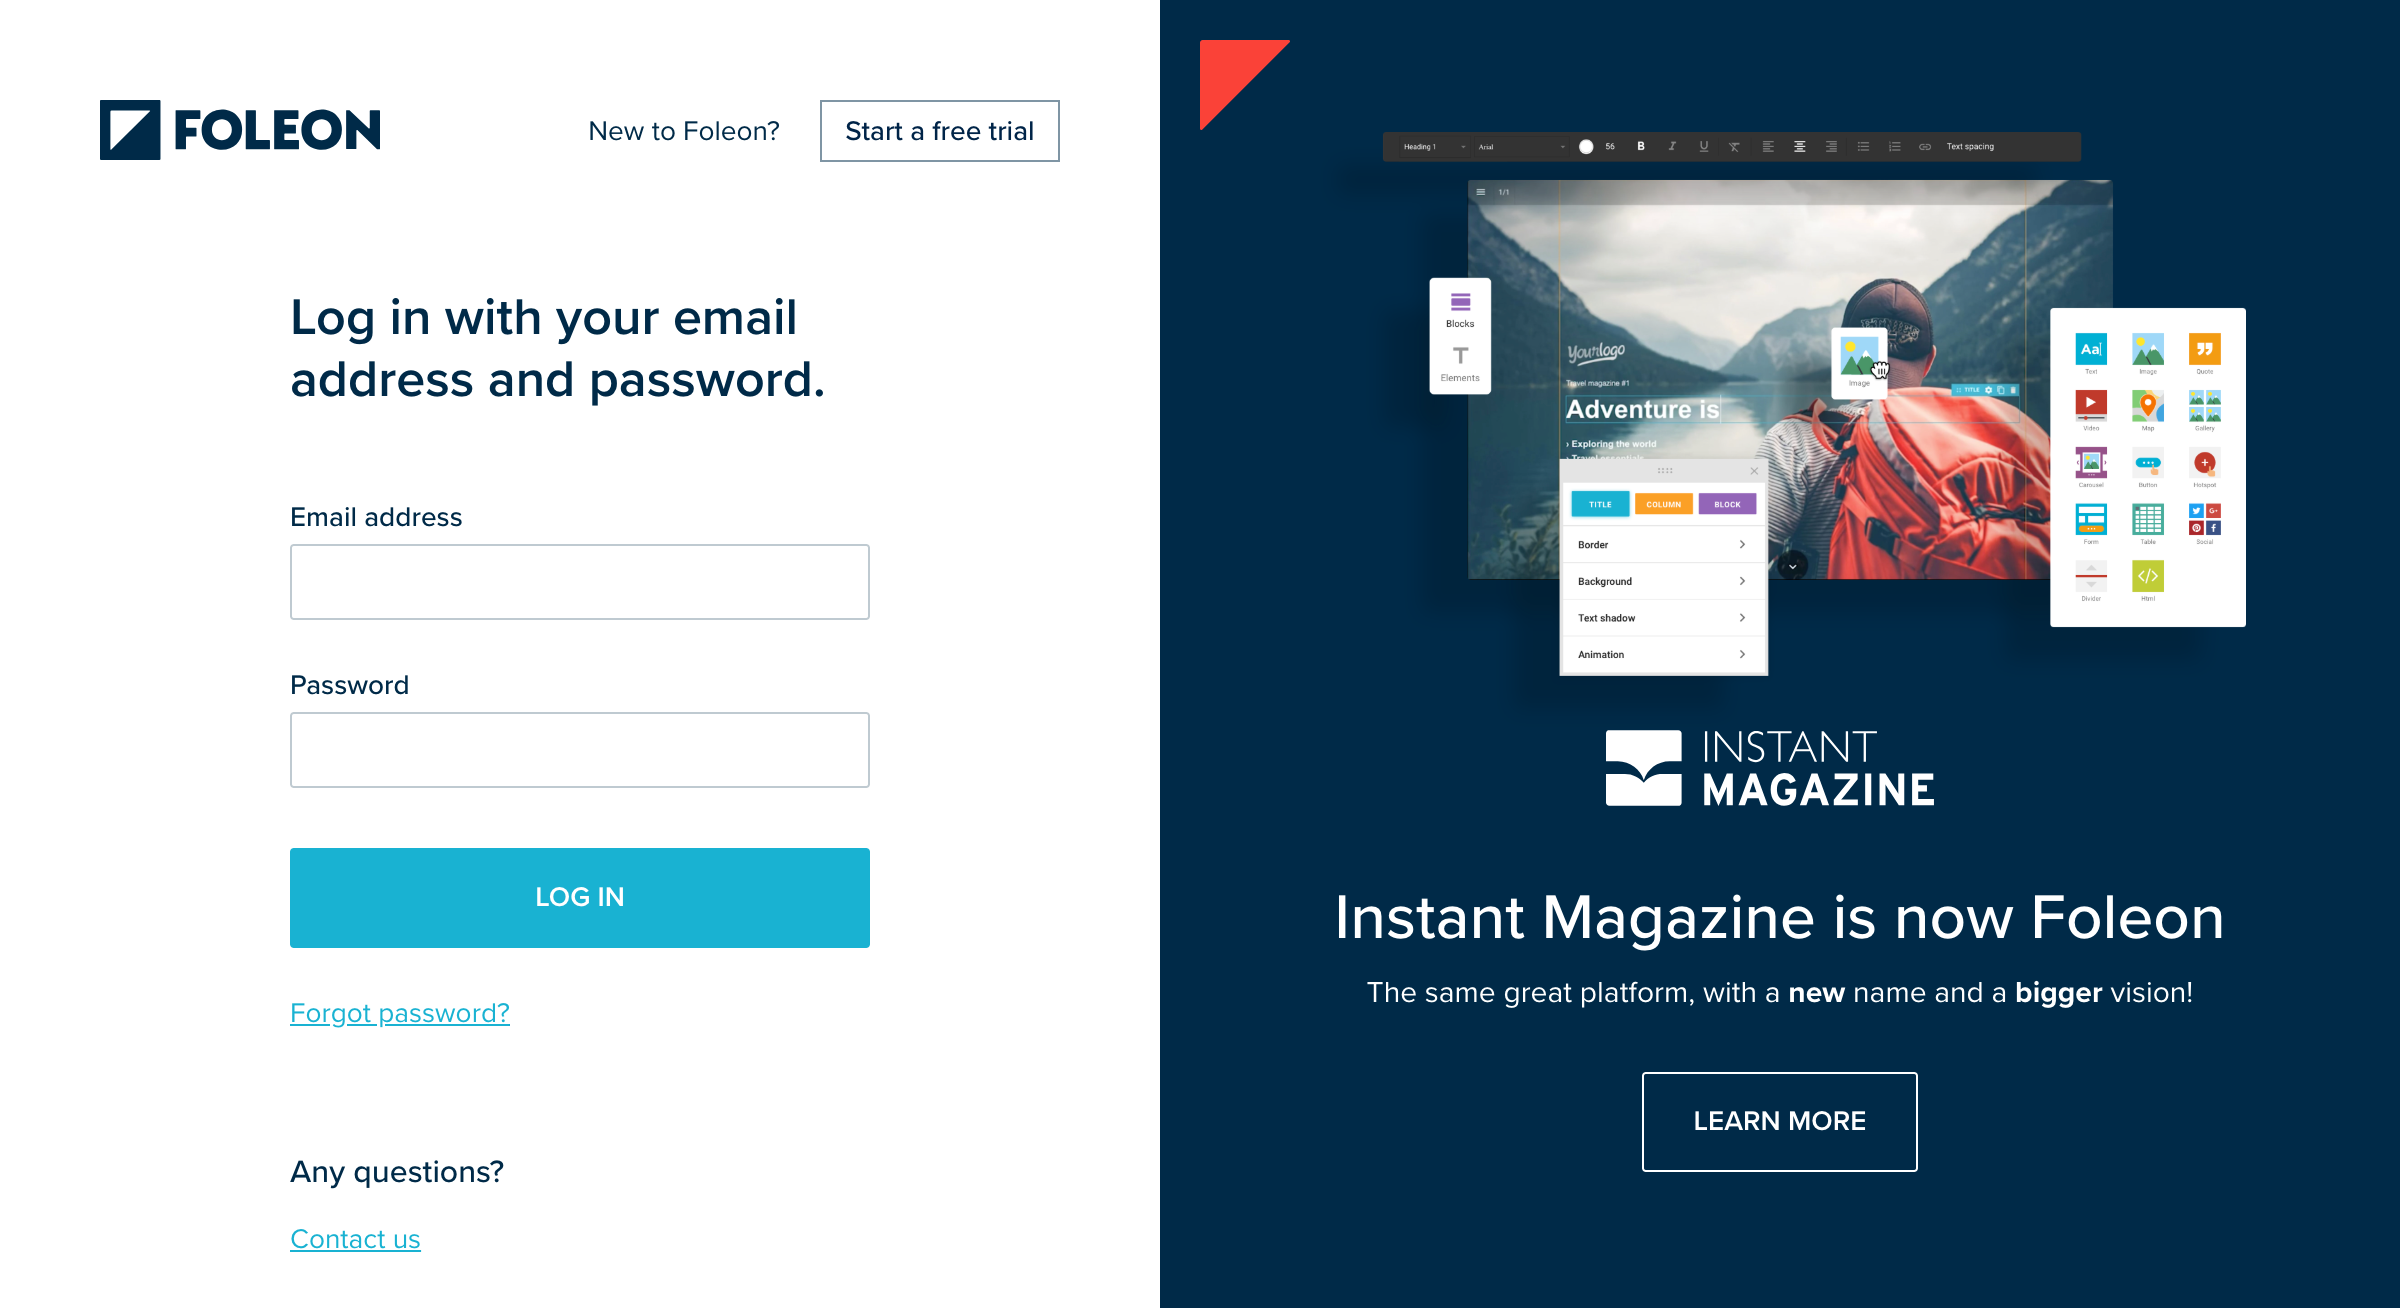 FOLEON
New to Foleon?
Start a free trial
Log in with your email
address and password.
Email address
Password
LOG IN
Forgot password?
Any questions?
Contact us
Heading 1
Arial
56
B
I
U
Text spacing
1/1
Blocks
T
Elements
Yourlogo
Travel magazine #1
Adventure is
› Exploring the world
› Travel essentials
TITLE
Image
TITLE
COLUMN
BLOCK
Border
Background
Text shadow
Animation
Aa
Text
Image
Quote
Video
Map
Gallery
Carousel
Button
Hotspot
Form
Table
G+
Social
Divider
</>
Html
INSTANT
MAGAZINE
Instant Magazine is now Foleon
The same great platform, with a new name and a bigger vision!
LEARN MORE